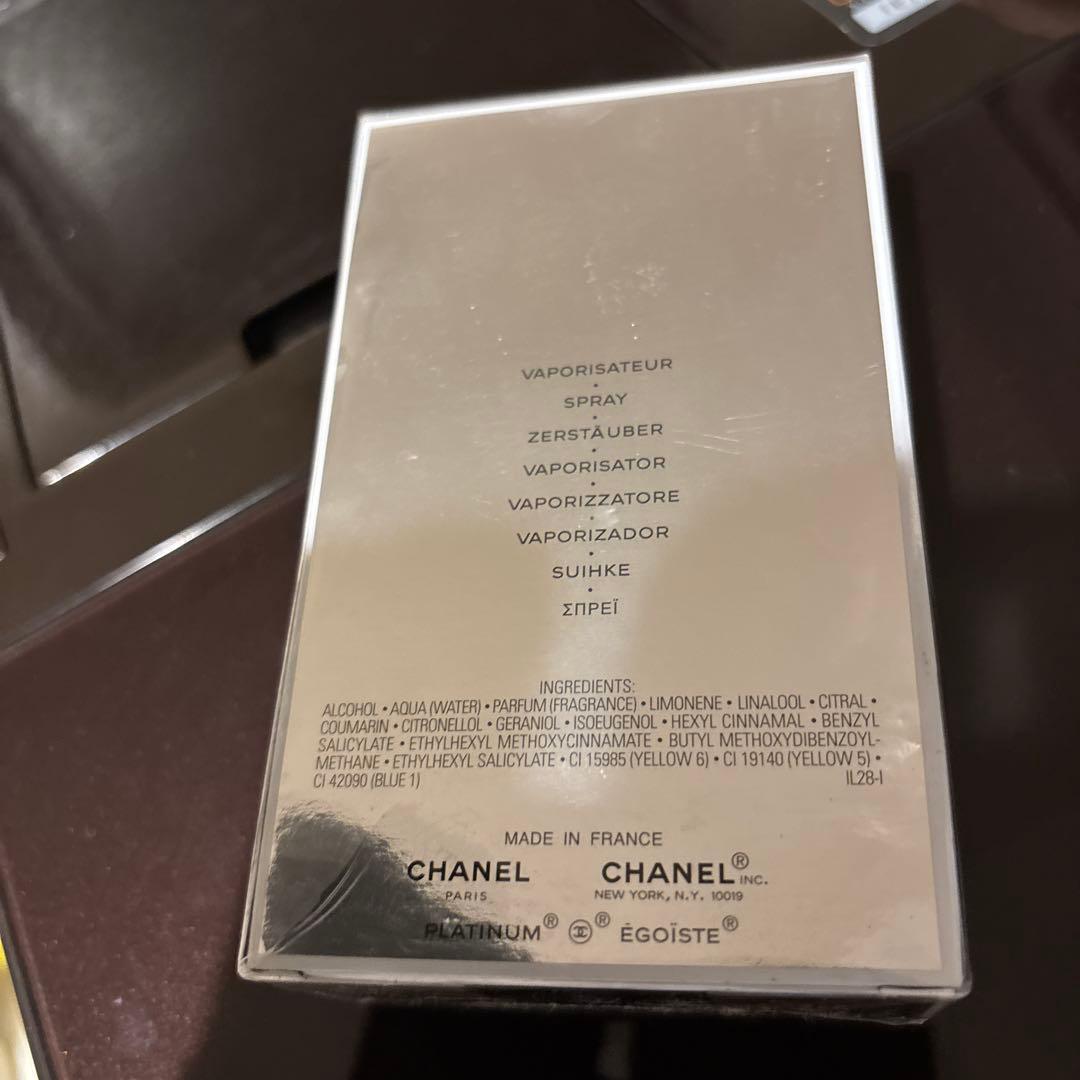 VAPORISATEUR
•
SPRAY
•
ZERSTÄUBER
•
VAPORISATOR
•
VAPORIZZATORE
•
VAPORIZADOR
•
SUIHKE
•
ΣΠΡΕΪ
INGREDIENTS:
ALCOHOL • AQUA (WATER) • PARFUM (FRAGRANCE) • LIMONENE • LINALOOL • CITRAL •
COUMARIN • CITRONELLOL • GERANIOL • ISOEUGENOL • HEXYL CINNAMAL • BENZYL
SALICYLATE • ETHYLHEXYL METHOXYCINNAMATE • BUTYL METHOXYDIBENZOYL-
METHANE • ETHYLHEXYL SALICYLATE • CI 15985 (YELLOW 6) • CI 19140 (YELLOW 5) •
CI 42090 (BLUE 1) IL28-I
MADE IN FRANCE
CHANEL CHANEL® INC.
PARIS NEW YORK, N.Y. 10019
PLATINUM® ® ÉGOÏSTE®